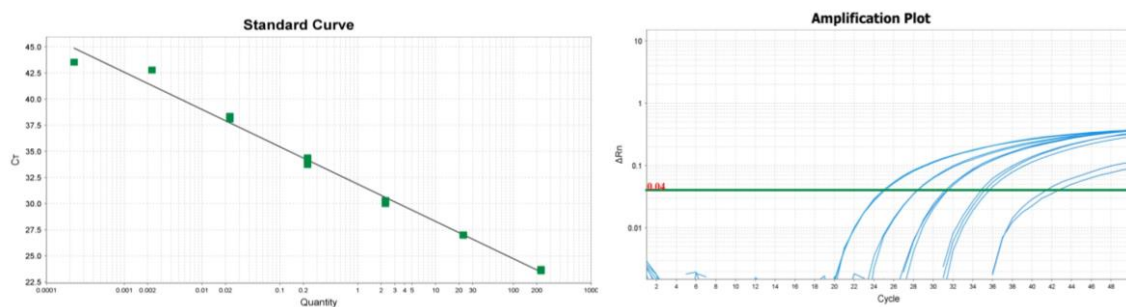 Standard Curve
45.0
42.5
40.0
37.5
35.0
32.5
30.0
27.5
25.0
22.5
Cт
0.0001 0.001 0.002 0.01 0.02 0.1 0.2 1 2 3 4 5 10 20 30 100 200 1000
Quantity
Amplification Plot
10
1
0.1
0.01
ΔRn
0.04
2 4 6 8 10 12 14 16 18 20 22 24 26 28 30 32 34 36 38 40 42 44 46 48
Cycle